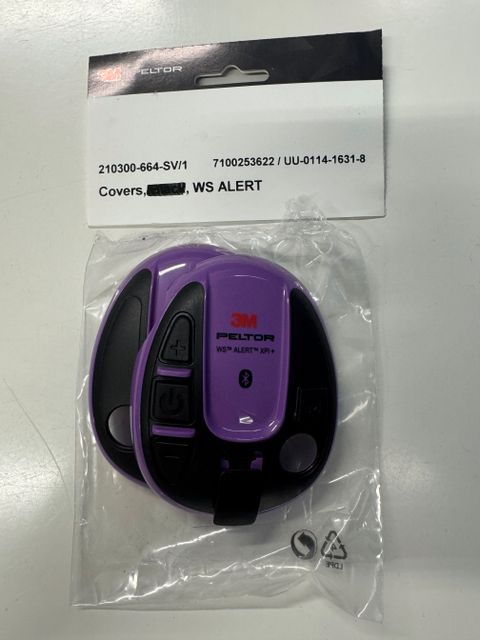 3M PELTOR
210300-664-SV/1 7100253622 / UU-0114-1631-8
Covers, , WS ALERT
3M
PELTOR
WS™ ALERT™ XPI+
LDPE